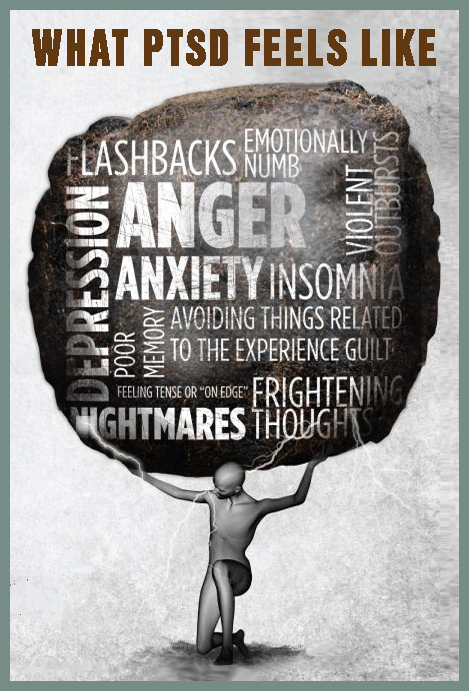 WHAT PTSD FEELS LIKE
FLASHBACKS
EMOTIONALLY
NUMB
VIOLENT
OUTBURSTS
DEPRESSION
ANGER
ANXIETY
INSOMNIA
POOR
MEMORY
AVOIDING THINGS RELATED
TO THE EXPERIENCE
GUILT
FEELING TENSE OR “ON EDGE”
FRIGHTENING
THOUGHTS
NIGHTMARES